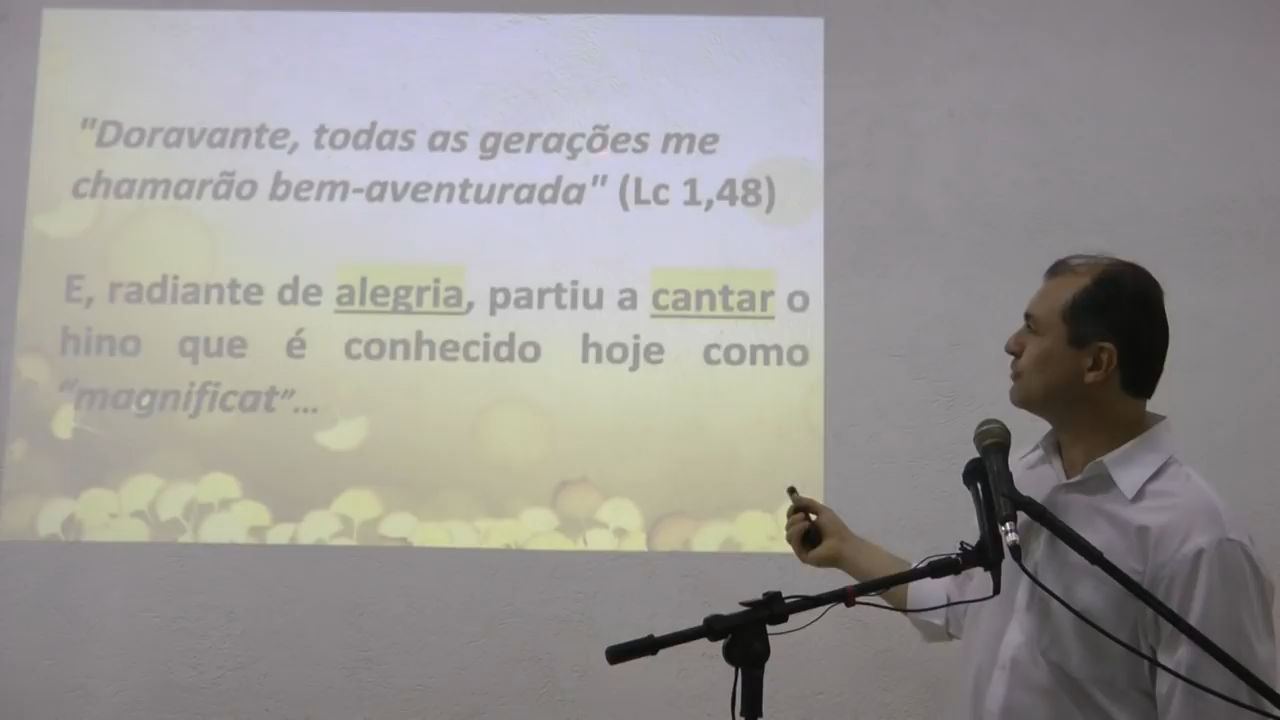 "Doravante, todas as gerações me
chamarão bem-aventurada" (Lc 1,48)
E, radiante de alegria, partiu a cantar o
hino que é conhecido hoje como
“magnificat”...